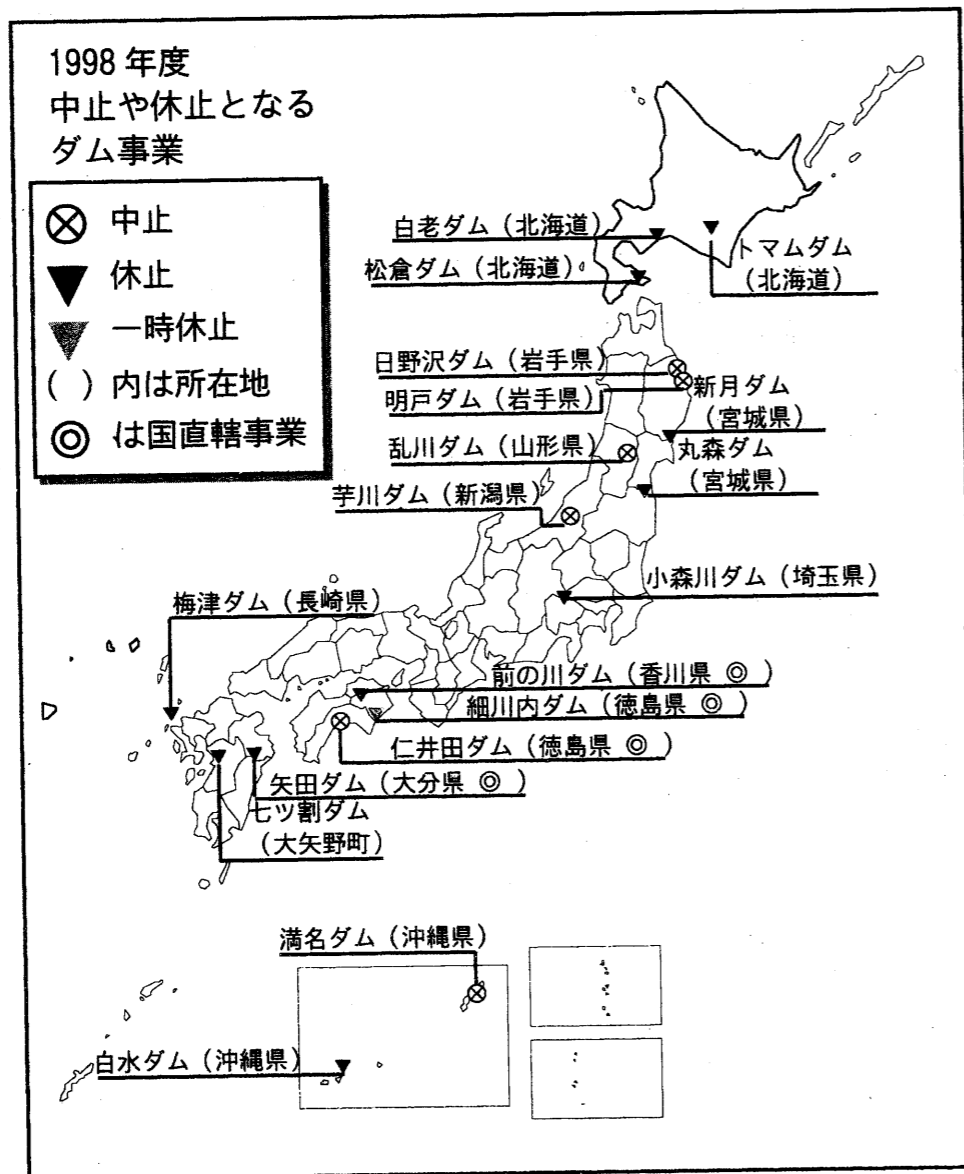 1998年度
中止や休止となる
ダム事業
中止
休止
一時休止
( ) 内は所在地
◎ は国直轄事業
白老ダム(北海道)
トマムダム
(北海道)
松倉ダム(北海道)
日野沢ダム(岩手県)
明戸ダム(岩手県)
新月ダム
(宮城県)
乱川ダム(山形県)
丸森ダム
(宮城県)
芋川ダム(新潟県)
小森川ダム(埼玉県)
梅津ダム(長崎県)
前の川ダム(香川県 ◎ )
細川内ダム(徳島県 ◎ )
仁井田ダム(徳島県 ◎ )
矢田ダム(大分県 ◎ )
七ツ割ダム
(大矢野町)
満名ダム(沖縄県)
白水ダム(沖縄県)